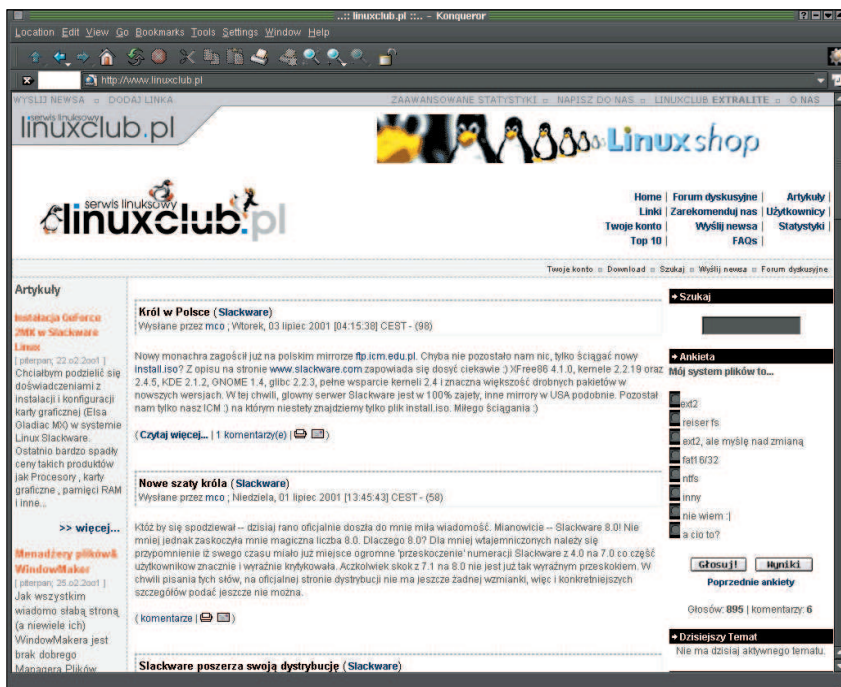 ..:: linuxclub.pl ::.. – Konqueror
Location Edit View Go Bookmarks Tools Settings Window Help
http://www.linuxclub.pl
WYŚLIJ NEWSA DODAJ LINKA
ZAAWANSOWANE STATYSTYKI NAPISZ DO NAS LINUXCLUB EXTRALITE O NAS
serwis linuksowy
linuxclub.pl
Linux shop
serwis linuksowy
linuxclub.pl
Home | Forum dyskusyjne | Artykuły |
Linki | Zarekomenduj nas | Użytkownicy |
Twoje konto | Wyślij newsa | Statystyki |
Top 10 | FAQs |
Twoje konto Download Szukaj Wyślij newsa Forum dyskusyjne
Artykuły
Instalacja GeForce
2MX w Slackware
Linux
[ piterpan, 22 02 2001 ]
Chciałbym podzielić się
doświadczeniami z
instalacji i konfiguracji
karty graficznej (Elsa
Gladiac MX) w systemie
Linux Slackware.
Ostatnio bardzo spadły
ceny takich produktów
jak Procesory , karty
graficzne , pamięci RAM
i inne...
>> więcej...
Menadżery plików&
WindowMaker
[ piterpan, 25 02 2001 ]
Jak wszystkim
wiadomo słabą stroną
(a niewiele ich)
WindowMakera jest
brak dobrego
Managera Plików
Król w Polsce (Slackware)
Wysłane przez mco ; Wtorek, 03 lipiec 2001 [04:15:38] CEST - (98)
Nowy monachra zagościł już na polskim mirrorze ftp.icm.edu.pl. Chyba nie pozostało nam nic, tylko ściągać nowy
install.iso? Z opisu na stronie www.slackware.com zapowiada się dosyć ciekawie :) XFree86 4.1.0, kernele 2.2.19 oraz
2.4.5, KDE 2.1.2, GNOME 1.4, glibc 2.2.3, pełne wsparcie kerneli 2.4 i znaczna większość drobnych pakietów w
nowszych wersjach. W tej chwili, glowny serwer Slackware jest w 100% zajety, inne mirrory w USA podobnie. Pozostał
nam tylko nasz ICM :) na którym niestety znajdziemy tylko plik install.iso. Miłego ściągania :)
( Czytaj więcej... | 1 komentarzy(e) | )
Nowe szaty króla (Slackware)
Wysłane przez mco ; Niedziela, 01 lipiec 2001 [13:45:43] CEST - (58)
Któż by się spodziewał -- dzisiaj rano oficjalnie doszła do mnie miła wiadomość. Mianowicie -- Slackware 8.0! Nie
mniej jednak zaskoczyła mnie magiczna liczba 8.0. Dlaczego 8.0? Dla mniej wtajemniczonych należy się
przypomnienie iż swego czasu miało już miejsce ogromne 'przeskoczenie' numeracji Slackware z 4.0 na 7.0 co część
użytkownikow znacznie i wyraźnie krytykowała. Aczkolwiek skok z 7.1 na 8.0 nie jest już tak wyraźnym przeskokiem. W
chwili pisania tych słów, na oficjalnej stronie dystrybucji nie ma jeszcze żadnej wzmianki, więc i konkretniejszych
szczegółów podać jeszcze nie można.
( komentarze | )
Slackware poszerza swoją dystrybucję (Slackware)
Szukaj
Ankieta
Mój system plików to...
ext2
reiser fs
ext2, ale myślę nad zmianą
fat16/32
ntfs
inny
nie wiem :|
a cio to?
Głosuj! Wyniki
Poprzednie ankiety
Głosów: 895 | komentarzy: 6
Dzisiejszy Temat
Nie ma dzisiaj aktywnego tematu.